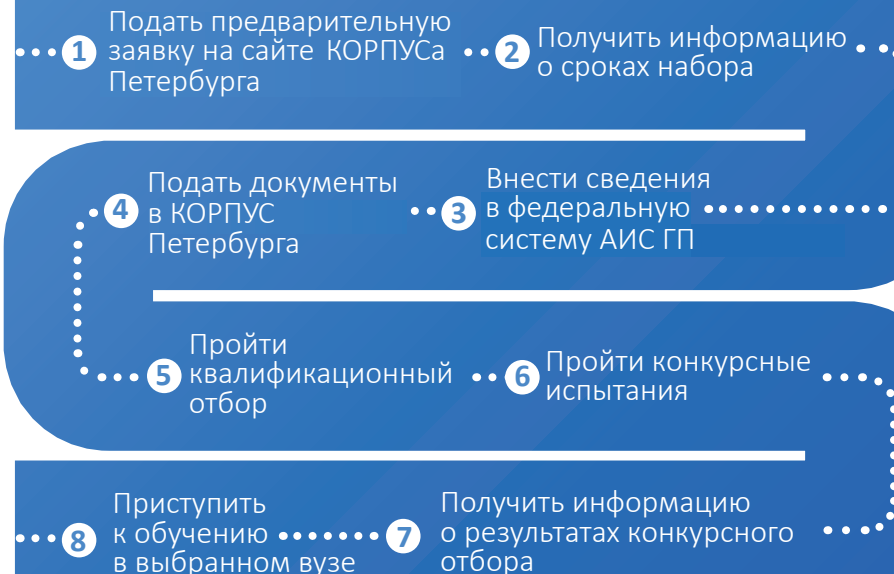 1
Подать предварительную
заявку на сайте КОРПУСа
Петербурга
2
Получить информацию
о сроках набора
3
Внести сведения
в федеральную
систему АИС ГП
4
Подать документы
в КОРПУС
Петербурга
5
Пройти
квалификационный
отбор
6
Пройти конкурсные
испытания
7
Получить информацию
о результатах конкурсного
отбора
8
Приступить
к обучению
в выбранном вузе